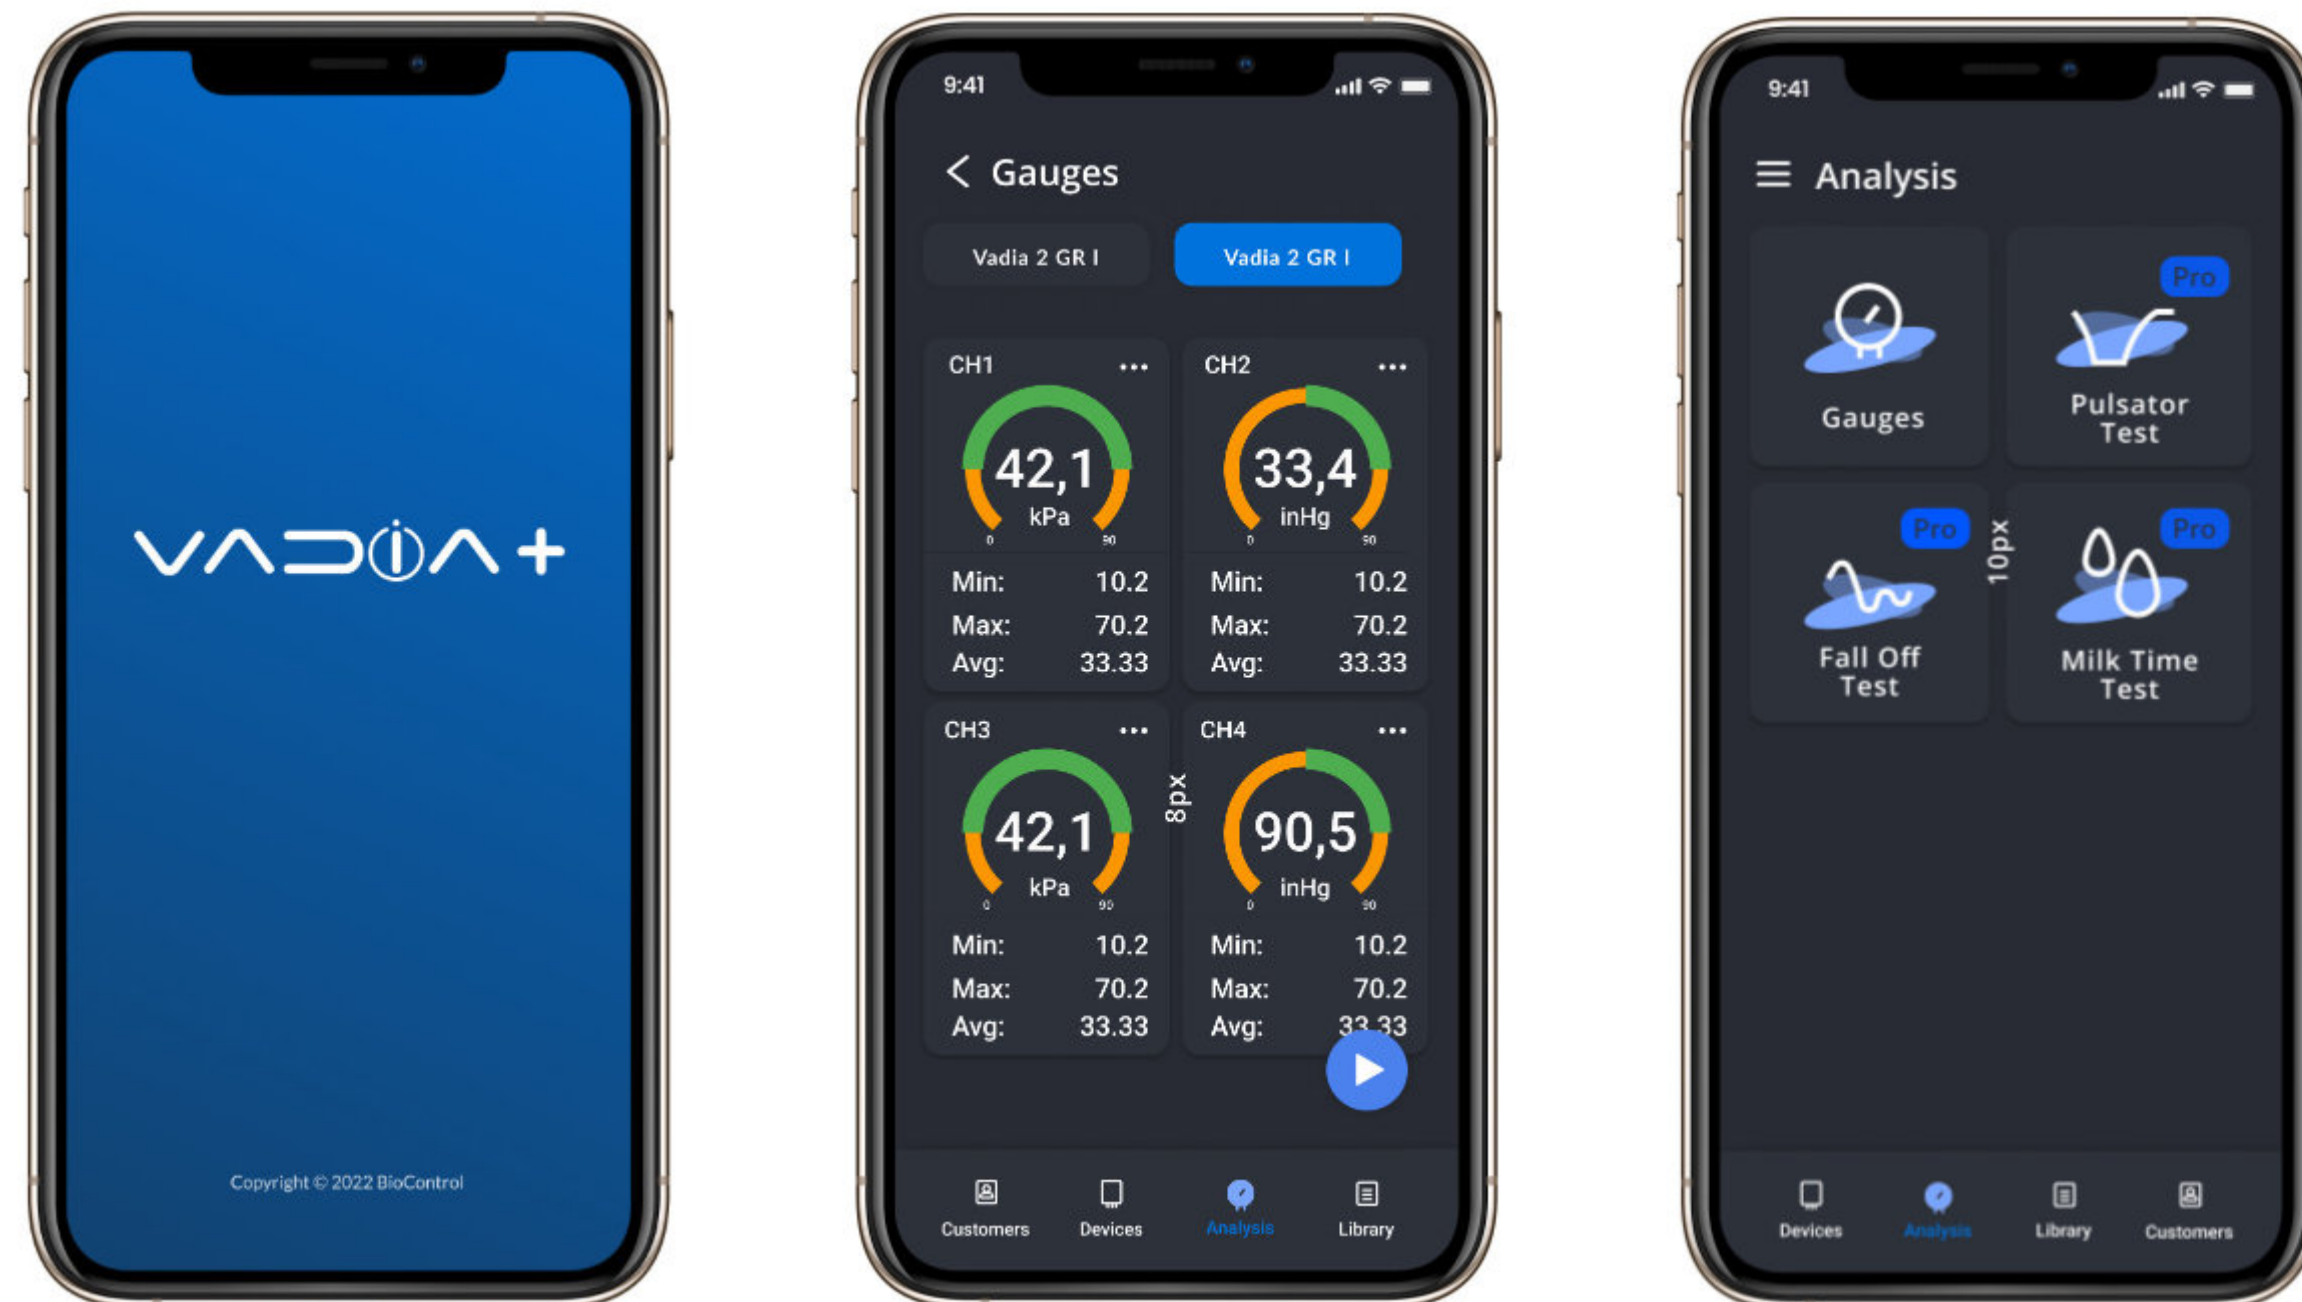 VADIA+
Copyright © 2022 BioControl
9:41
Gauges
Vadia 2 GR I
Vadia 2 GR I
CH1
42,1
kPa
0 90
Min: 10.2
Max: 70.2
Avg: 33.33
CH2
33,4
inHg
0 90
Min: 10.2
Max: 70.2
Avg: 33.33
CH3
42,1
kPa
0 90
Min: 10.2
Max: 70.2
Avg: 33.33
8px
CH4
90,5
inHg
0 90
Min: 10.2
Max: 70.2
Avg: 33.33
Customers Devices Analysis Library
9:41
Analysis
Gauges
Pro
Pulsator
Test
Pro
Fall Off
Test
10px
Pro
Milk Time
Test
Devices Analysis Library Customers